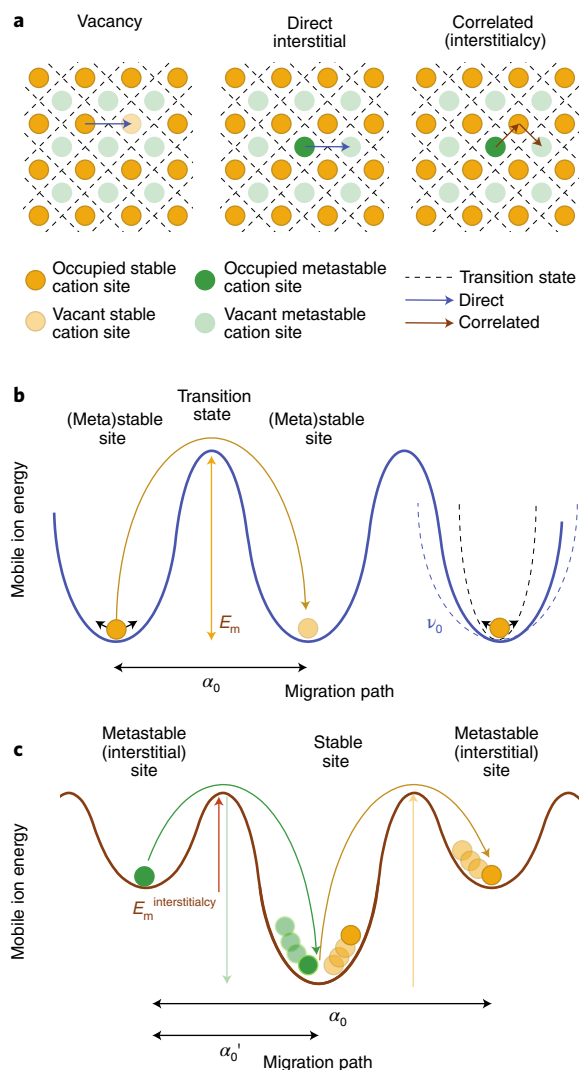 a
Vacancy
Direct
interstitial
Correlated
(interstitialcy)
Occupied stable
cation site
Occupied metastable
cation site
Transition state
Direct
Correlated
Vacant stable
cation site
Vacant metastable
cation site
b
Transition
state
(Meta)stable
site
(Meta)stable
site
Mobile ion energy
Em
ν0
α0
Migration path
c
Metastable
(interstitial)
site
Stable
site
Metastable
(interstitial)
site
Mobile ion energy
Em interstitialcy
α0
α0'
Migration path